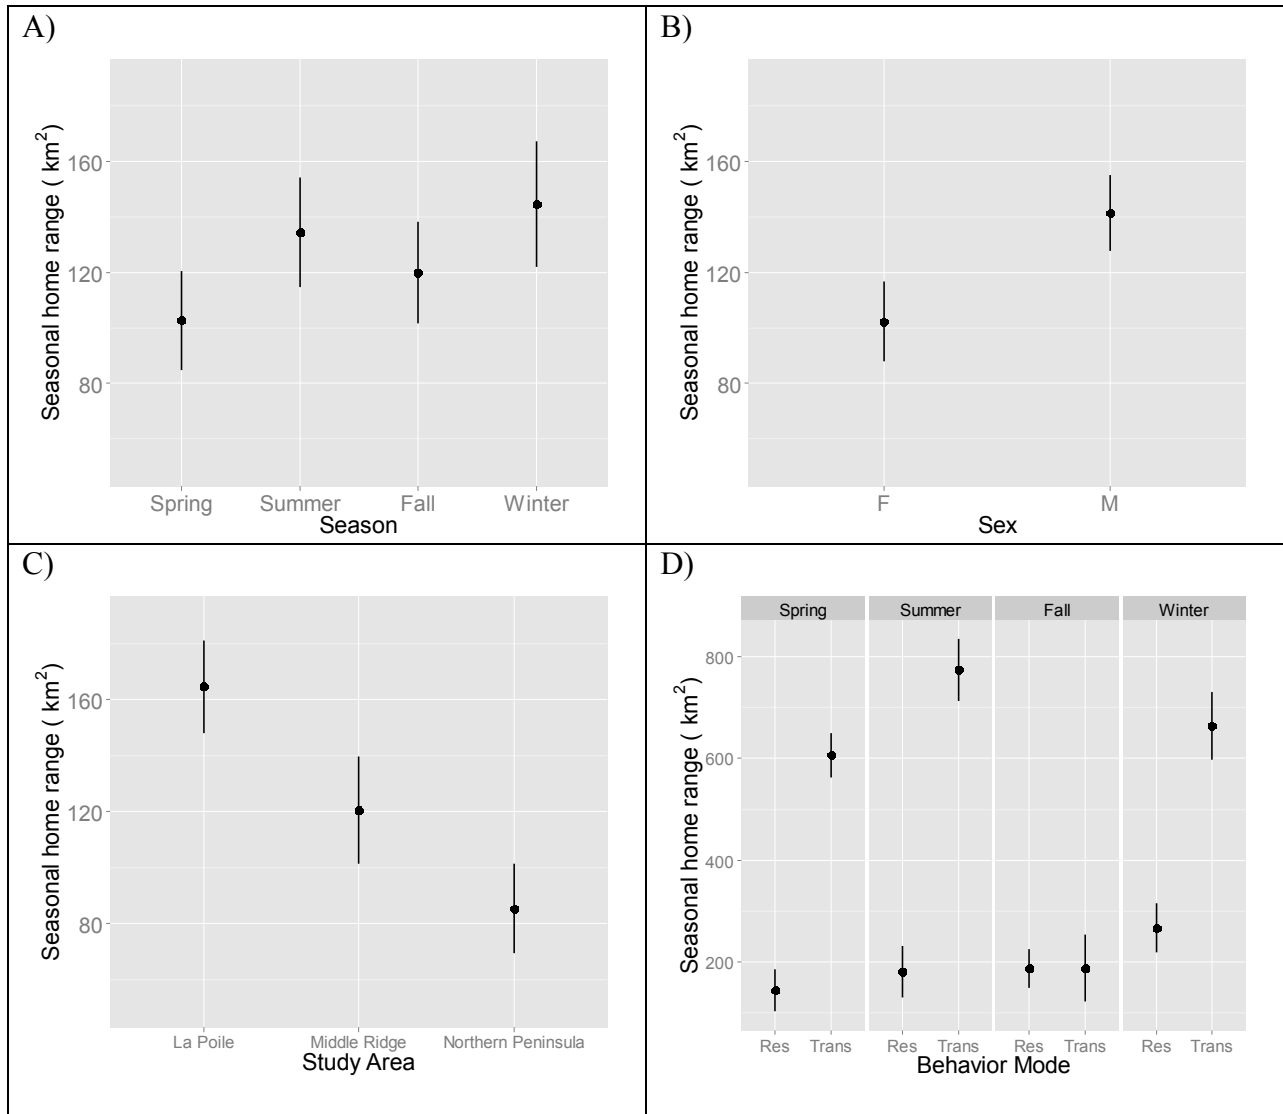 A)
Seasonal home range ( km²)
160
120
80
Spring Summer Fall Winter
Season
B)
Seasonal home range ( km²)
160
120
80
F M
Sex
C)
Seasonal home range ( km²)
160
120
80
La Poile Middle Ridge Northern Peninsula
Study Area
D)
Spring Summer Fall Winter
Seasonal home range ( km²)
800
600
400
200
Res Trans Res Trans Res Trans Res Trans
Behavior Mode